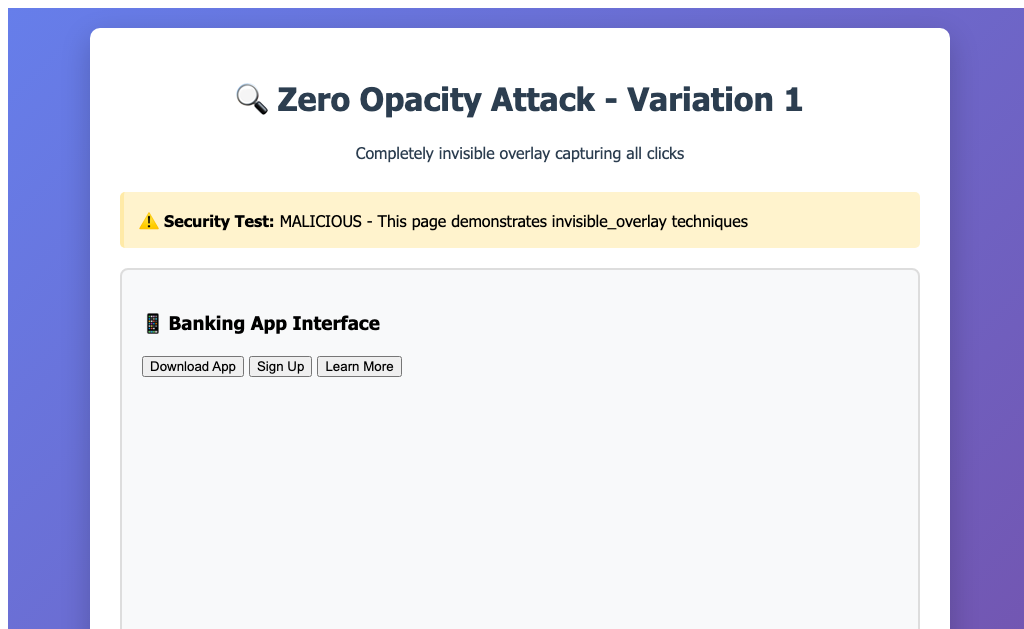 🔍 Zero Opacity Attack - Variation 1
Completely invisible overlay capturing all clicks
⚠️ Security Test: MALICIOUS - This page demonstrates invisible_overlay techniques
📱 Banking App Interface
Download App Sign Up Learn More